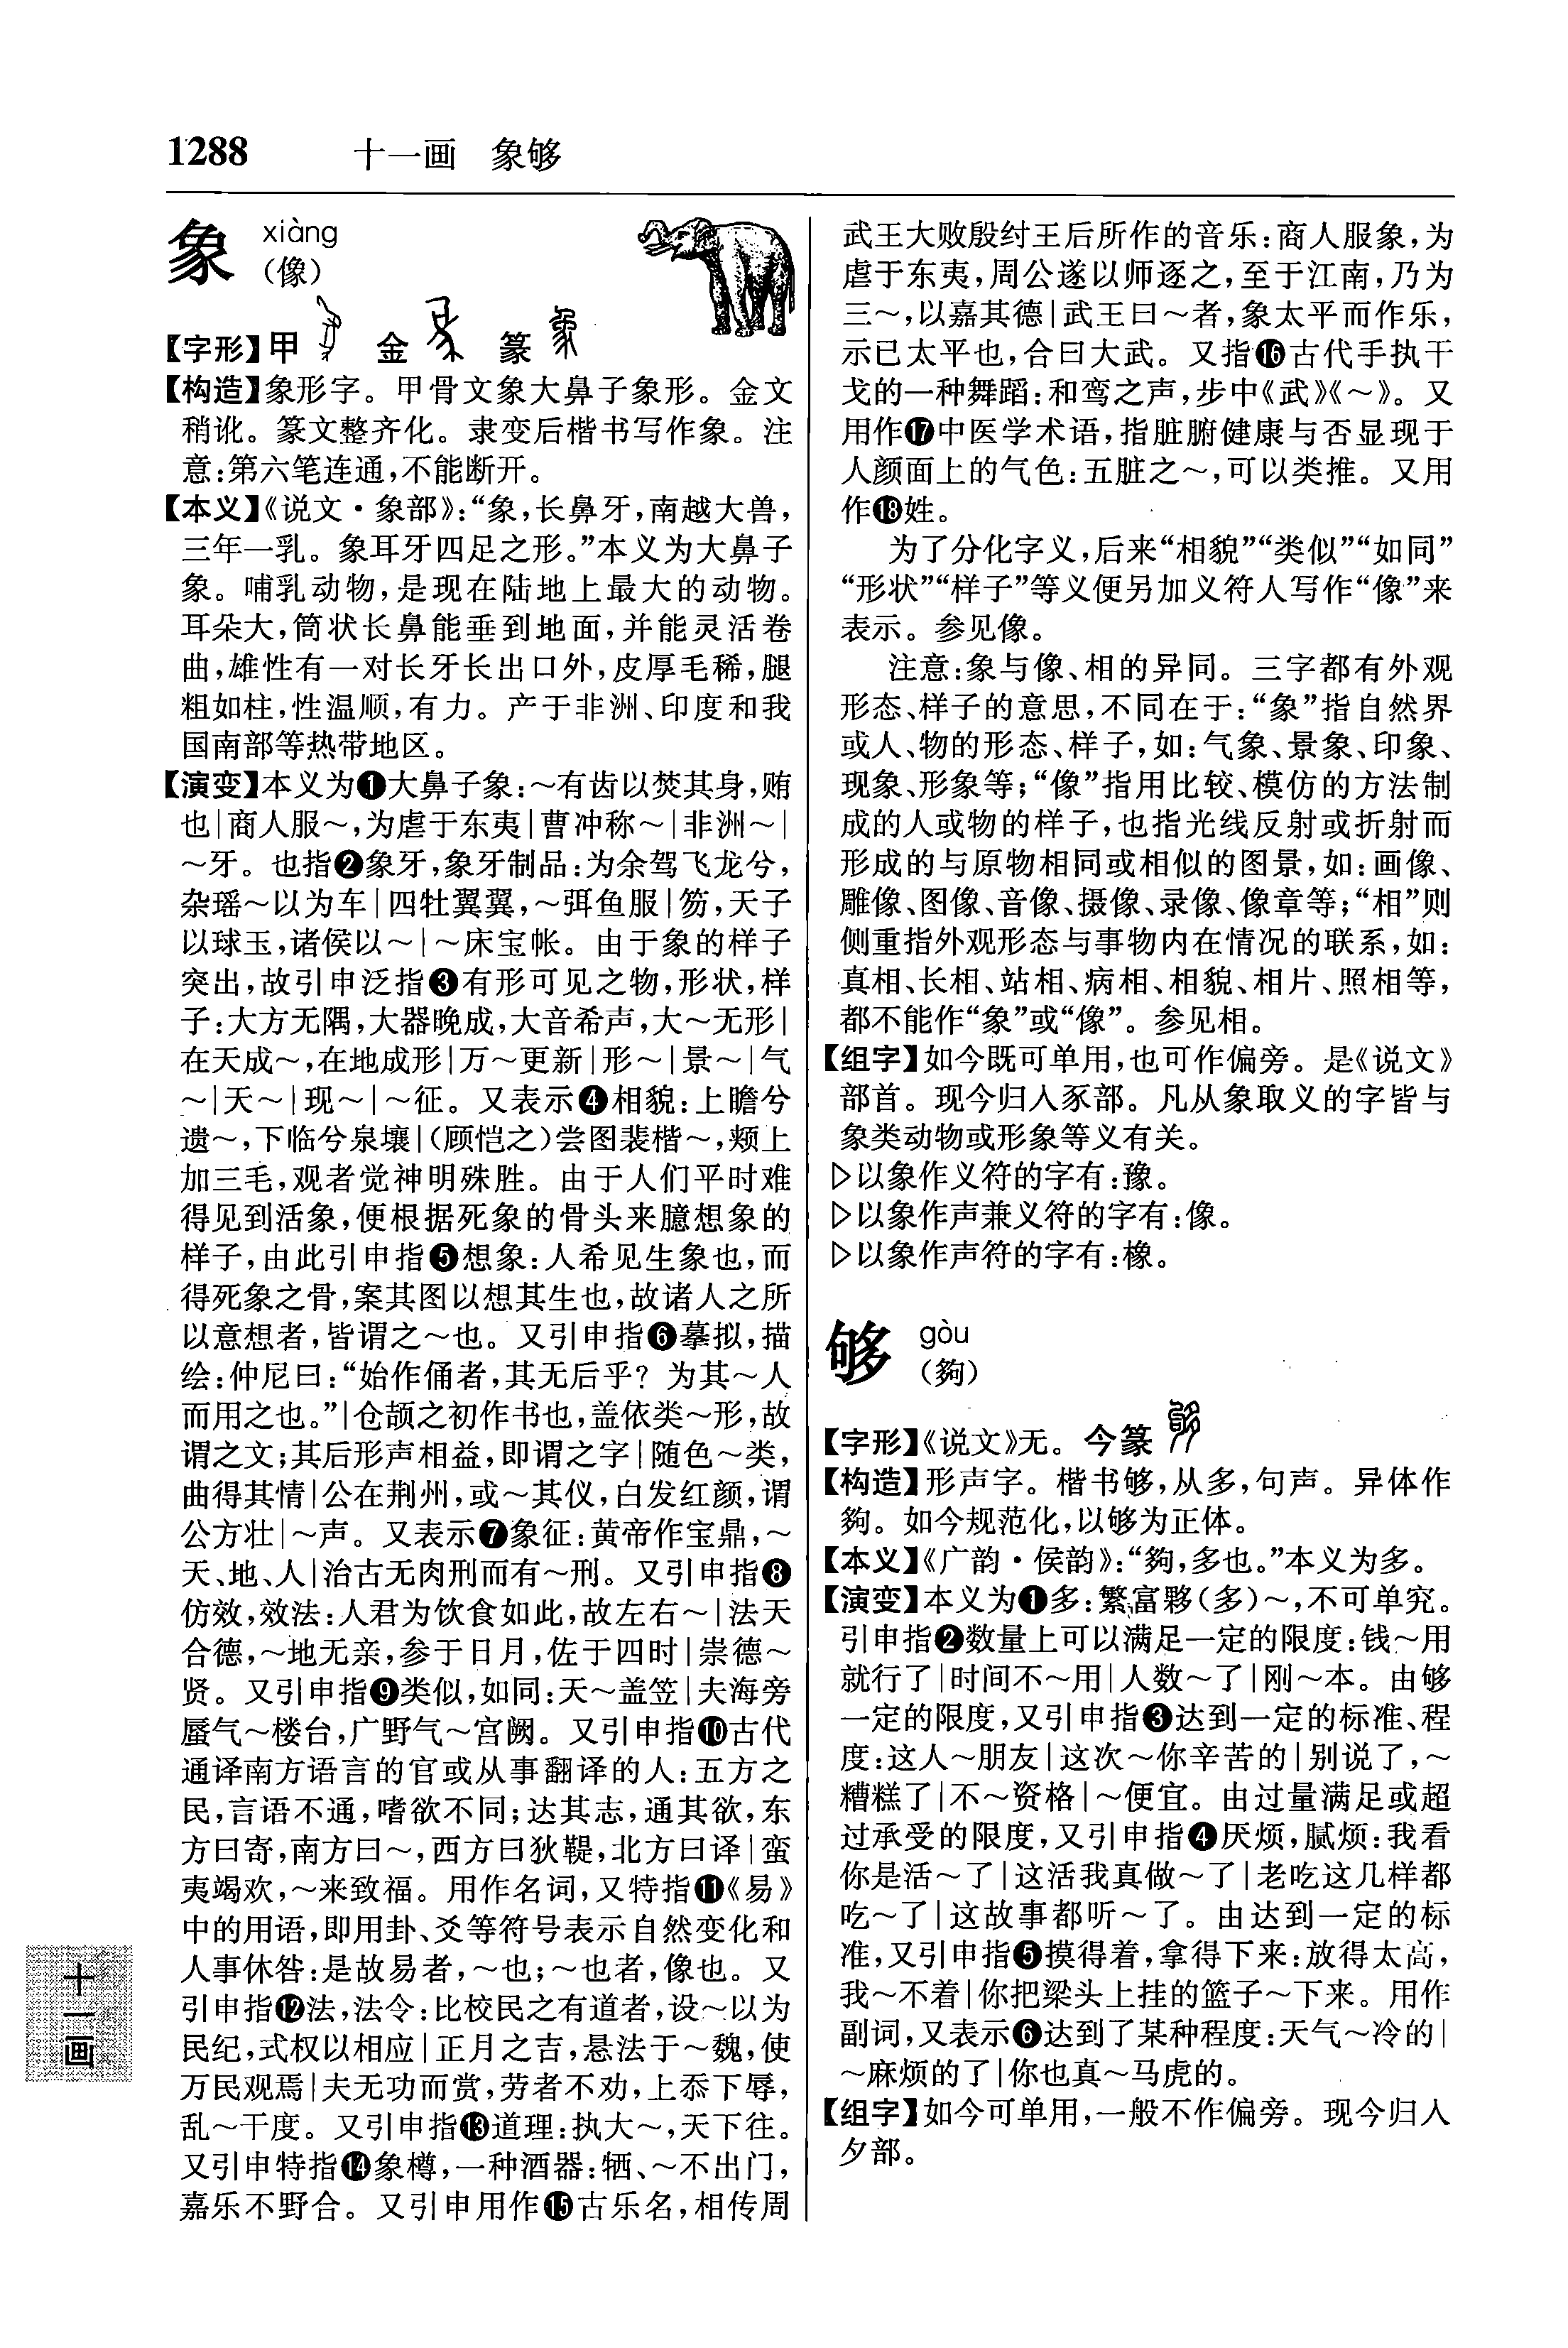 1288 十一画 象够
象 xiàng
(像)
【字形】甲 金 篆
【构造】象形字。甲骨文象大鼻子象形。金文
稍讹。篆文整齐化。隶变后楷书写作象。注
意:第六笔连通,不能断开。
【本义】《说文·象部》:“象,长鼻牙,南越大兽,
三年一乳。象耳牙四足之形。”本义为大鼻子
象。哺乳动物,是现在陆地上最大的动物。
耳朵大,筒状长鼻能垂到地面,并能灵活卷
曲,雄性有一对长牙长出口外,皮厚毛稀,腿
粗如柱,性温顺,有力。产于非洲、印度和我
国南部等热带地区。
【演变】本义为❶大鼻子象:～有齿以焚其身,贿
也|商人服～,为虐于东夷|曹冲称～|非洲～|
～牙。也指❷象牙,象牙制品:为余驾飞龙兮,
杂瑶～以为车|四牡翼翼,～弭鱼服|笏,天子
以球玉,诸侯以～|～床宝帐。由于象的样子
突出,故引申泛指❸有形可见之物,形状,样
子:大方无隅,大器晚成,大音希声,大～无形|
在天成～,在地成形|万～更新|形～|景～|气
～|天～|现～|～征。又表示❹相貌:上瞻兮
遗～,下临兮泉壤|(顾恺之)尝图裴楷～,颊上
加三毛,观者觉神明殊胜。由于人们平时难
得见到活象,便根据死象的骨头来臆想象的
样子,由此引申指❺想象:人希见生象也,而
得死象之骨,案其图以想其生也,故诸人之所
以意想者,皆谓之～也。又引申指❻摹拟,描
绘:仲尼曰:“始作俑者,其无后乎?为其～人
而用之也。”|仓颉之初作书也,盖依类～形,故
谓之文;其后形声相益,即谓之字|随色～类,
曲得其情|公在荆州,或～其仪,白发红颜,谓
公方壮|～声。又表示❼象征:黄帝作宝鼎,～
天、地、人|治古无肉刑而有～刑。又引申指❽
仿效,效法:人君为饮食如此,故左右～|法天
合德,～地无亲,参于日月,佐于四时|崇德～
贤。又引申指❾类似,如同:天～盖笠|夫海旁
蜃气～楼台,广野气～宫阙。又引申指❿古代
通译南方语言的官或从事翻译的人:五方之
民,言语不通,嗜欲不同;达其志,通其欲,东
方曰寄,南方曰～,西方曰狄鞮,北方曰译|蛮
夷竭欢,～来致福。用作名词,又特指⓫《易》
中的用语,即用卦、爻等符号表示自然变化和
人事休咎:是故易者,～也;～也者,像也。又
引申指⓬法,法令:比校民之有道者,设～以为
民纪,式权以相应|正月之吉,悬法于～魏,使
万民观焉|夫无功而赏,劳者不劝,上忝下辱,
乱～干度。又引申指⓭道理:执大～,天下往。
又引申特指⓮象樽,一种酒器:牺、～不出门,
嘉乐不野合。又引申用作⓯古乐名,相传周
武王大败殷纣王后所作的音乐:商人服象,为
虐于东夷,周公遂以师逐之,至于江南,乃为
三～,以嘉其德|武王曰～者,象太平而作乐,
示已太平也,合曰大武。又指⓰古代手执干
戈的一种舞蹈:和鸾之声,步中《武》《～》。又
用作⓱中医学术语,指脏腑健康与否显现于
人颜面上的气色:五脏之～,可以类推。又用
作⓲姓。
为了分化字义,后来“相貌”“类似”“如同”
“形状”“样子”等义便另加义符人写作“像”来
表示。参见像。
注意:象与像、相的异同。三字都有外观
形态、样子的意思,不同在于:“象”指自然界
或人、物的形态、样子,如:气象、景象、印象、
现象、形象等;“像”指用比较、模仿的方法制
成的人或物的样子,也指光线反射或折射而
形成的与原物相同或相似的图景,如:画像、
雕像、图像、音像、摄像、录像、像章等;“相”则
侧重指外观形态与事物内在情况的联系,如:
真相、长相、站相、病相、相貌、相片、照相等,
都不能作“象”或“像”。参见相。
【组字】如今既可单用,也可作偏旁。是《说文》
部首。现今归入豕部。凡从象取义的字皆与
象类动物或形象等义有关。
▷以象作义符的字有:豫。
▷以象作声兼义符的字有:像。
▷以象作声符的字有:橡。
够 gòu
(夠)
【字形】《说文》无。今篆
【构造】形声字。楷书够,从多,句声。异体作
夠。如今规范化,以够为正体。
【本义】《广韵·侯韵》:“夠,多也。”本义为多。
【演变】本义为❶多:繁富夥(多)～,不可单究。
引申指❷数量上可以满足一定的限度:钱～用
就行了|时间不～用|人数～了|刚～本。由够
一定的限度,又引申指❸达到一定的标准、程
度:这人～朋友|这次～你辛苦的|别说了,～
糟糕了|不～资格|～便宜。由过量满足或超
过承受的限度,又引申指❹厌烦,腻烦:我看
你是活～了|这活我真做～了|老吃这几样都
吃～了|这故事都听～了。由达到一定的标
准,又引申指❺摸得着,拿得下来:放得太高,
我～不着|你把梁头上挂的篮子～下来。用作
副词,又表示❻达到了某种程度:天气～冷的|
～麻烦的了|你也真～马虎的。
【组字】如今可单用,一般不作偏旁。现今归入
夕部。
十一画